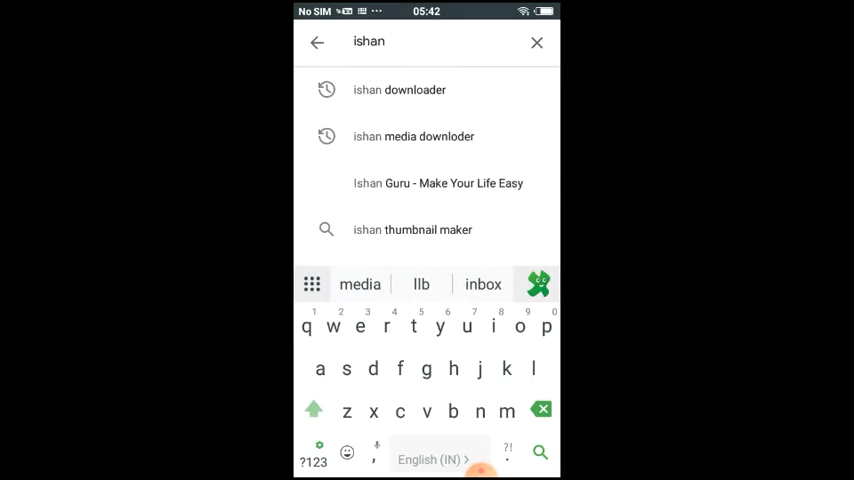 No SIM 05:42
ishan
ishan downloader
ishan media downloder
Ishan Guru - Make Your Life Easy
ishan thumbnail maker
media llb inbox
1 2 3 4 5 6 7 8 9 0
q w e r t y u i o p
a s d f g h j k l
z x c v b n m
?123 , English (IN) ?! .